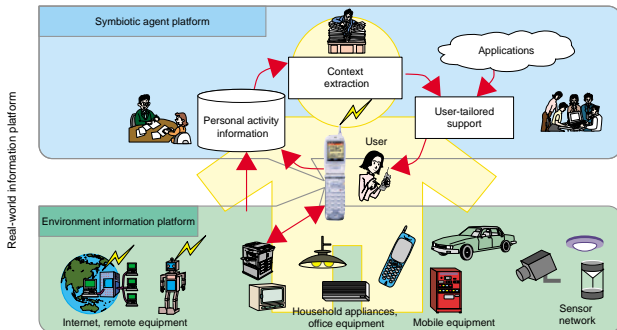 Symbiotic agent platform
Applications
Context
extraction
Personal activity
information
User-tailored
support
User
Real-world information platform
Environment information platform
Internet, remote equipment
Household appliances,
office equipment
Mobile equipment
Sensor
network